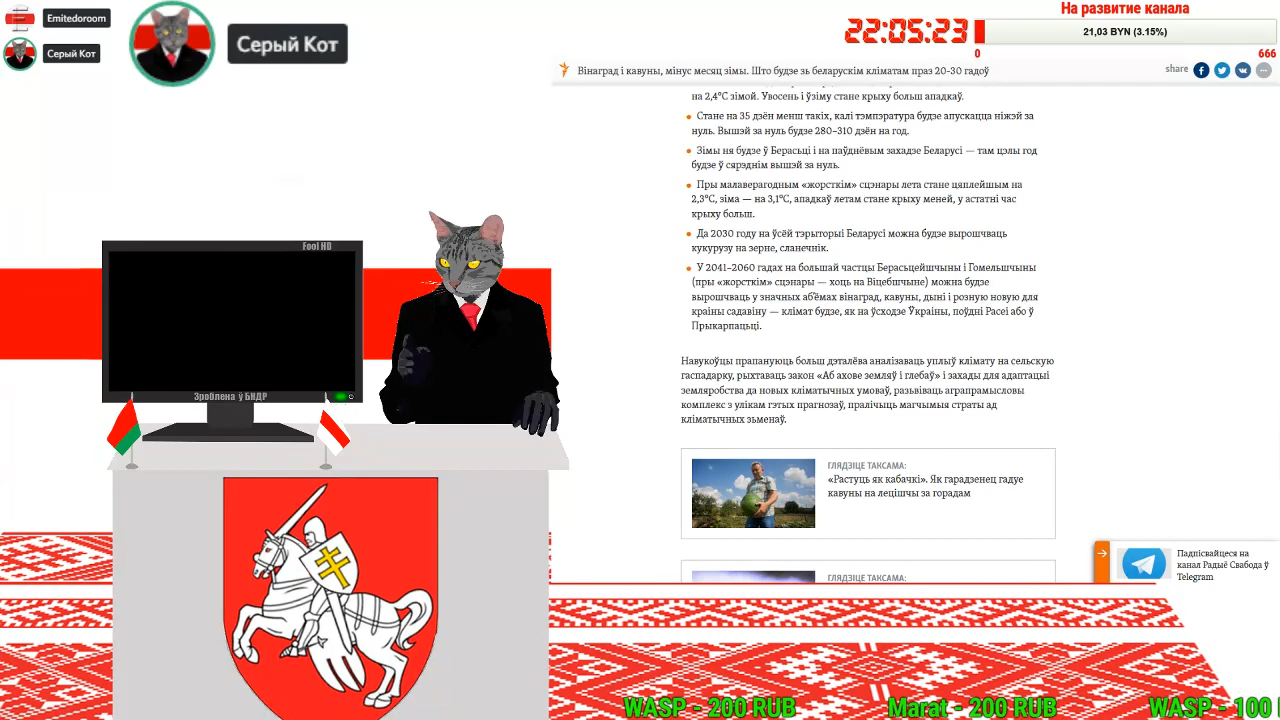 Emitedoroom
Серый Кот
Серый Кот
22:05:23
На развитие канала
21,03 BYN (3.15%)
0
666
Вінаград і кавуны, мінус месяц зімы. Што будзе зь беларускім кліматам праз 20-30 гадоў
share
на 2,4°С зімой. Увосень і ўзіму стане крыху больш ападкаў.
Стане на 35 дзён менш такіх, калі тэмпэратура будзе апускацца ніжэй за
нуль. Вышэй за нуль будзе 280–310 дзён на год.
Зімы ня будзе ў Берасьці і на паўднёвым захадзе Беларусі — там цэлы год
будзе ў сярэднім вышэй за нуль.
Пры малаверагодным «жорсткім» сцэнары лета стане цяплейшым на
2,3°С, зіма — на 3,1°С, ападкаў летам стане крыху меней, у астатні час
крыху больш.
Да 2030 году на ўсёй тэрыторыі Беларусі можна будзе вырошчваць
кукурузу на зерне, сланечнік.
У 2041–2060 гадах на большай частцы Берасьцейшчыны і Гомельшчыны
(пры «жорсткім» сцэнары — хоць на Віцебшчыне) можна будзе
вырошчваць у значных аб'ёмах вінаград, кавуны, дыні і розную новую для
краіны садавіну — клімат будзе, як на ўсходзе Ўкраіны, поўдні Расеі або ў
Прыкарпацьці.
Навукоўцы прапануюць больш дэталёва аналізаваць уплыў клімату на сельскую
гаспадарку, рыхтаваць закон «Аб ахове земляў і глебаў» і захады для адаптацыі
земляробства да новых кліматычных умоваў, разьвіваць аграпрамысловы
комплекс з улікам гэтых прагнозаў, пралічыць магчымыя страты ад
кліматычных зьменаў.
ГЛЯДЗІЦЕ ТАКСАМА:
«Растуць як кабачкі». Як гарадзенец гадуе
кавуны на лецішчы за горадам
ГЛЯДЗІЦЕ ТАКСАМА:
Падпісвайцеся на
канал Радыё Свабода ў
Telegram
Fool HD
Зроблена ў БНДР
WASP - 200 RUB
Marat - 200 RUB
WASP - 100